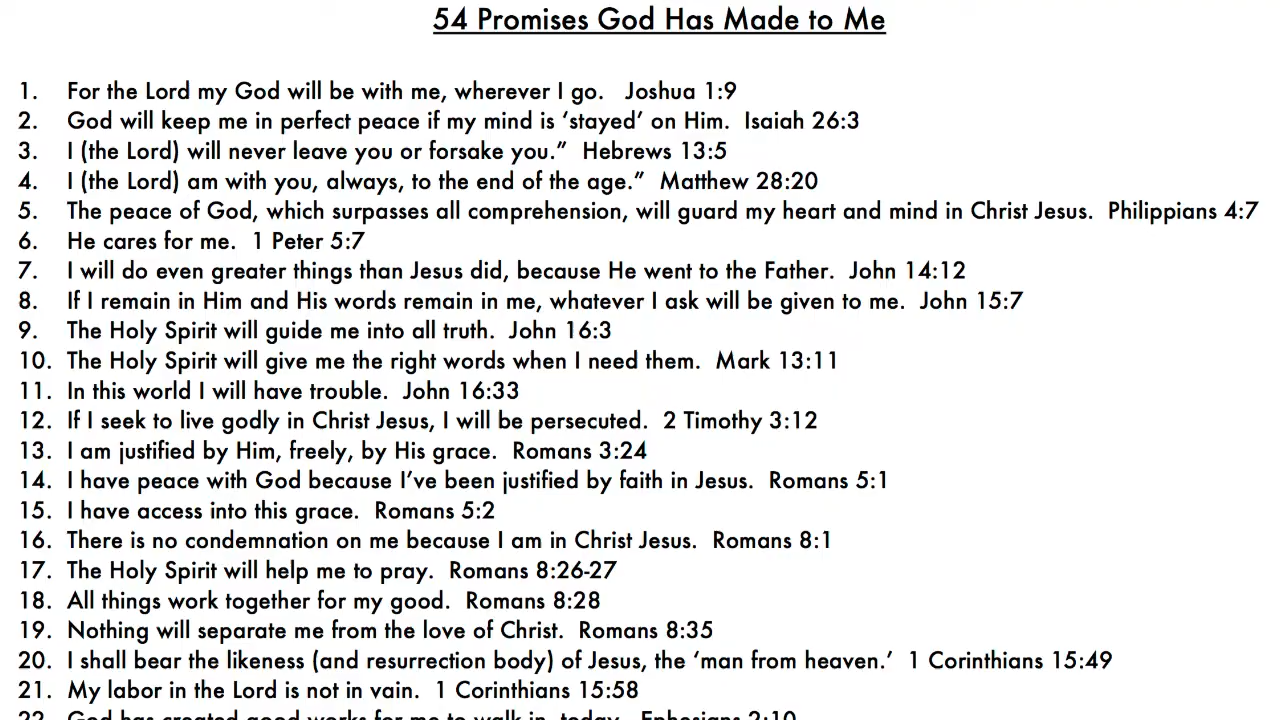 54 Promises God Has Made to Me
1. For the Lord my God will be with me, wherever I go. Joshua 1:9
2. God will keep me in perfect peace if my mind is ‘stayed’ on Him. Isaiah 26:3
3. I (the Lord) will never leave you or forsake you.” Hebrews 13:5
4. I (the Lord) am with you, always, to the end of the age.” Matthew 28:20
5. The peace of God, which surpasses all comprehension, will guard my heart and mind in Christ Jesus. Philippians 4:7
6. He cares for me. 1 Peter 5:7
7. I will do even greater things than Jesus did, because He went to the Father. John 14:12
8. If I remain in Him and His words remain in me, whatever I ask will be given to me. John 15:7
9. The Holy Spirit will guide me into all truth. John 16:3
10. The Holy Spirit will give me the right words when I need them. Mark 13:11
11. In this world I will have trouble. John 16:33
12. If I seek to live godly in Christ Jesus, I will be persecuted. 2 Timothy 3:12
13. I am justified by Him, freely, by His grace. Romans 3:24
14. I have peace with God because I’ve been justified by faith in Jesus. Romans 5:1
15. I have access into this grace. Romans 5:2
16. There is no condemnation on me because I am in Christ Jesus. Romans 8:1
17. The Holy Spirit will help me to pray. Romans 8:26-27
18. All things work together for my good. Romans 8:28
19. Nothing will separate me from the love of Christ. Romans 8:35
20. I shall bear the likeness (and resurrection body) of Jesus, the ‘man from heaven.’ 1 Corinthians 15:49
21. My labor in the Lord is not in vain. 1 Corinthians 15:58
22. God has created good works for me to walk in, today. Ephesians 2:10